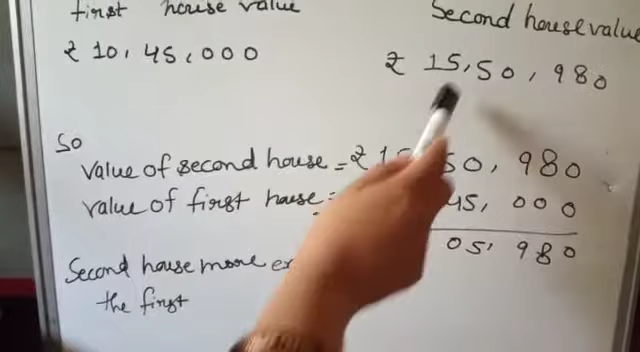 first house value
Second house value
₹ 10,45,000
₹ 15,50,980
So
Value of second house = ₹ 50,980
value of first house = 45,000
05,980
Second house more
the first